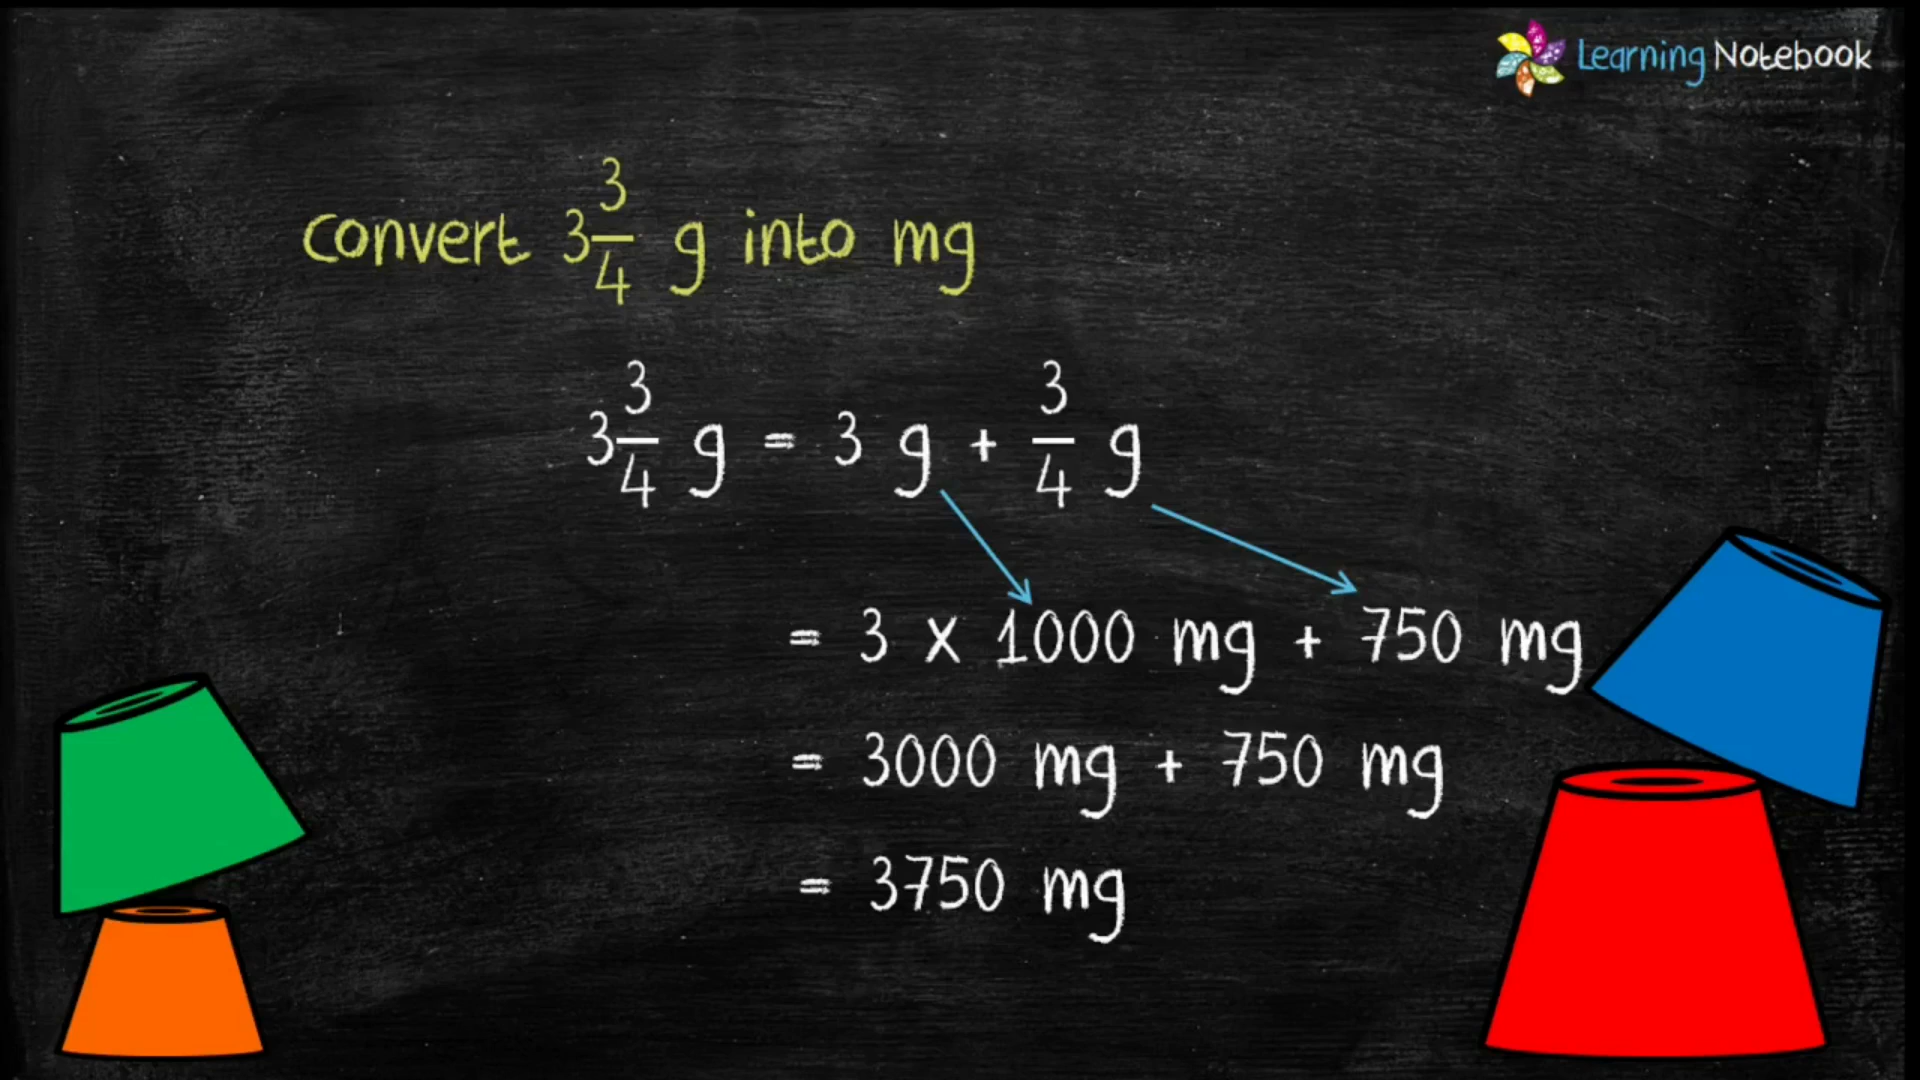 Learning Notebook
convert 3 3/4 g into mg
3 3/4 g = 3 g + 3/4 g
= 3 x 1000 mg + 750 mg
= 3000 mg + 750 mg
= 3750 mg